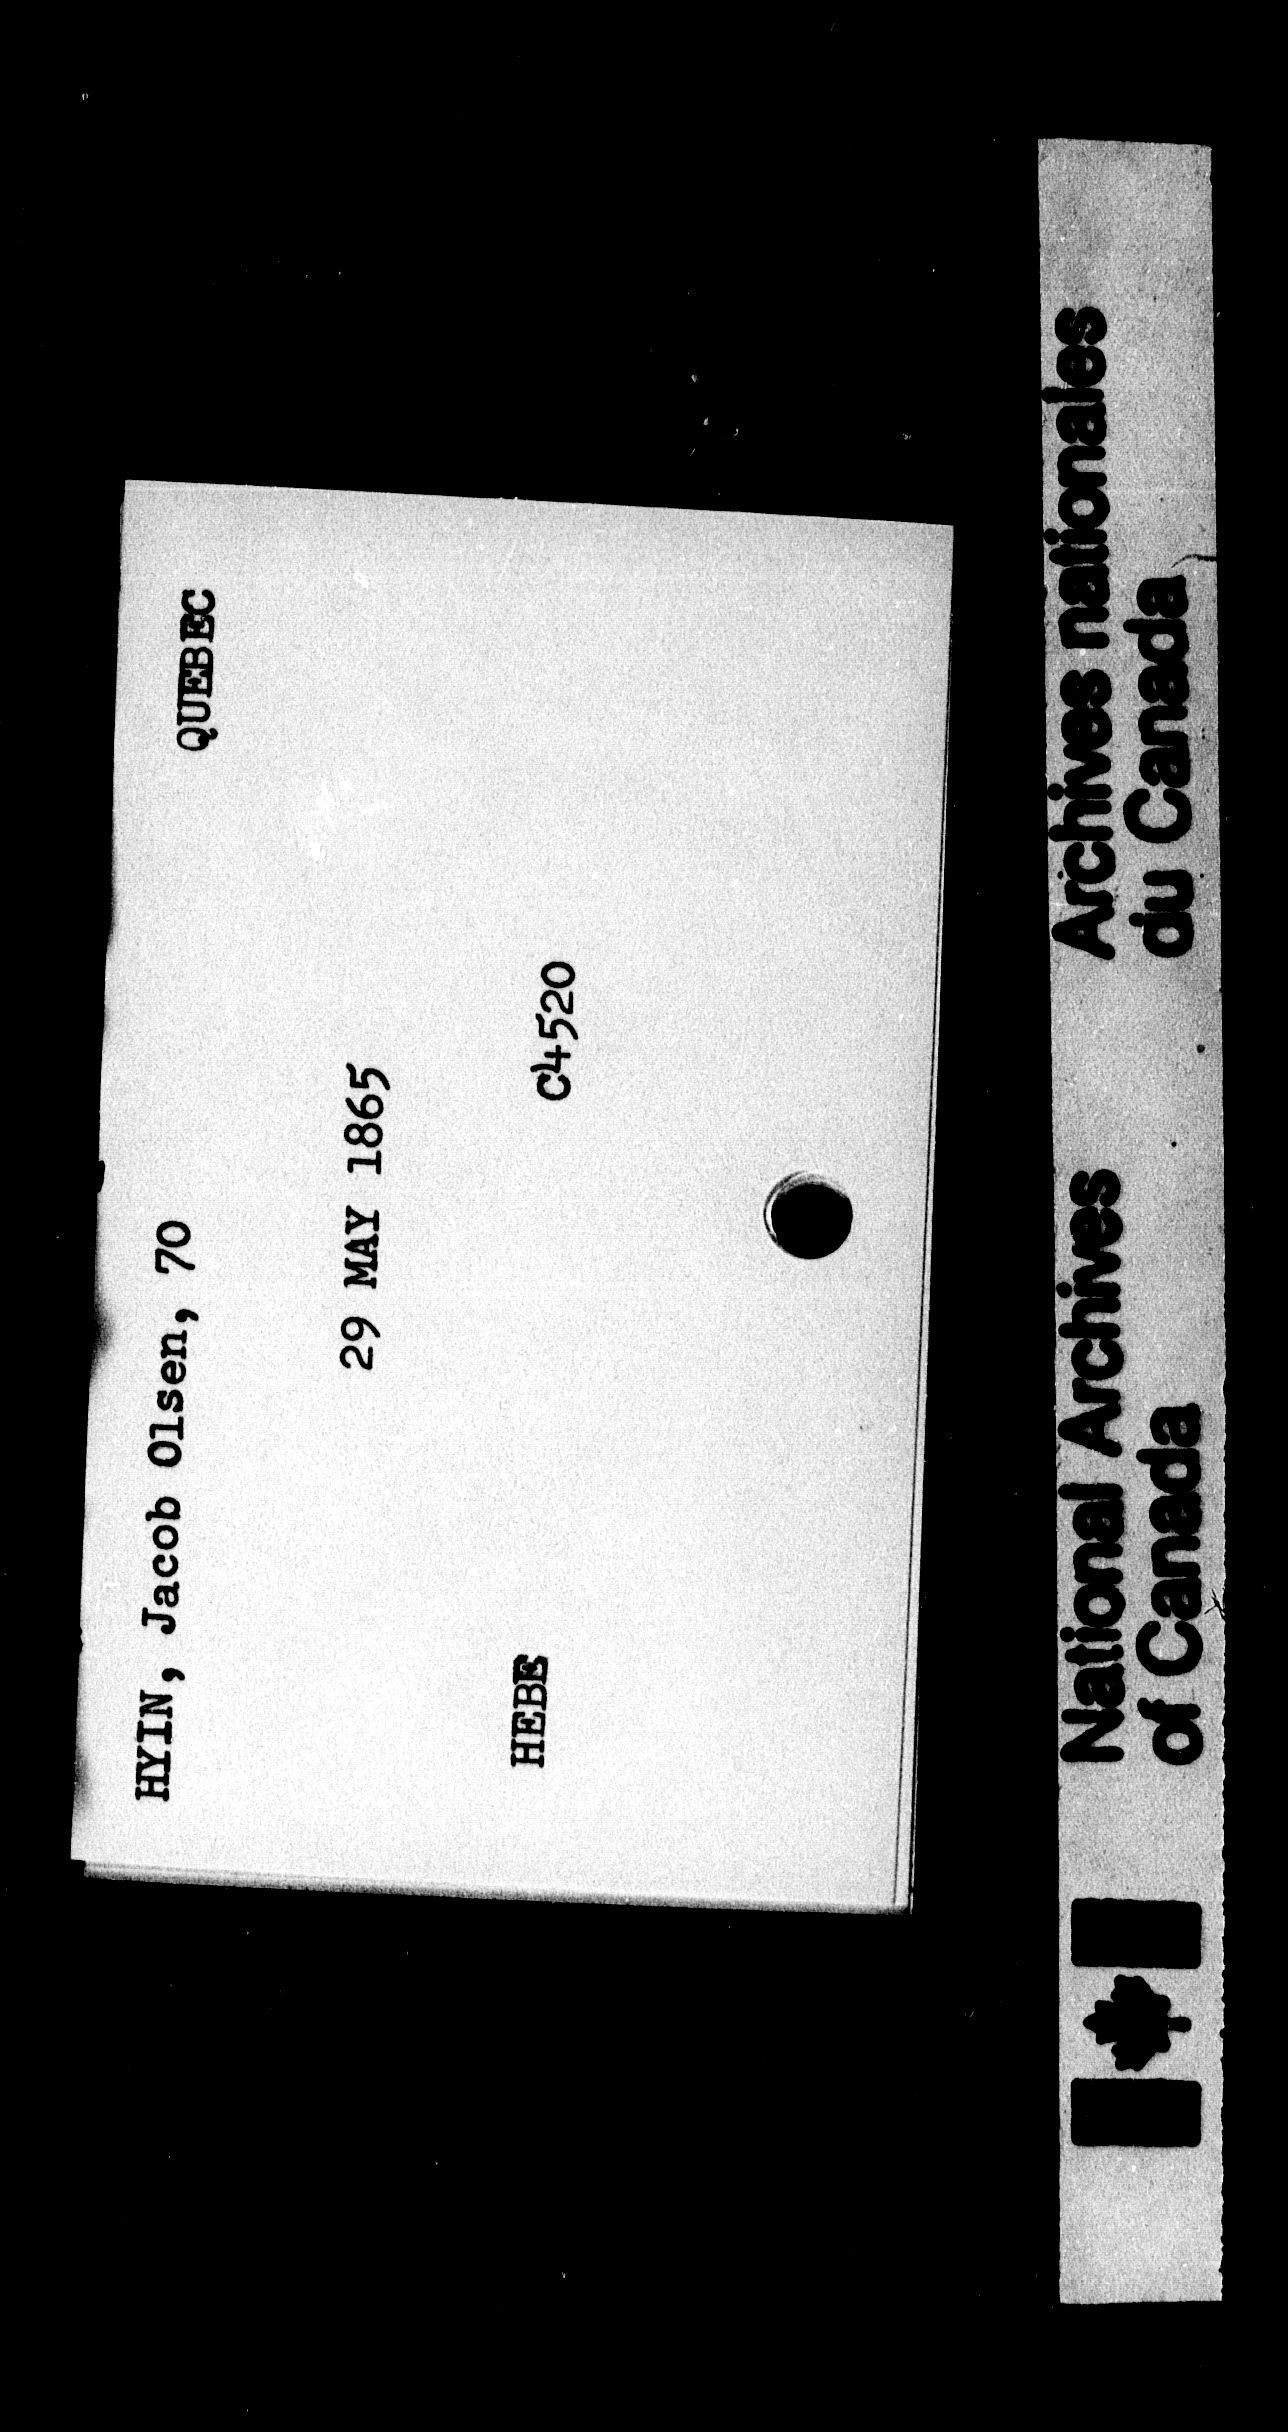 HYIN, Jacob Olsen, 70 QUEBEC
29 MAY 1865
HEBE C4520
National Archives
of Canada
Archives nationales
du Canada